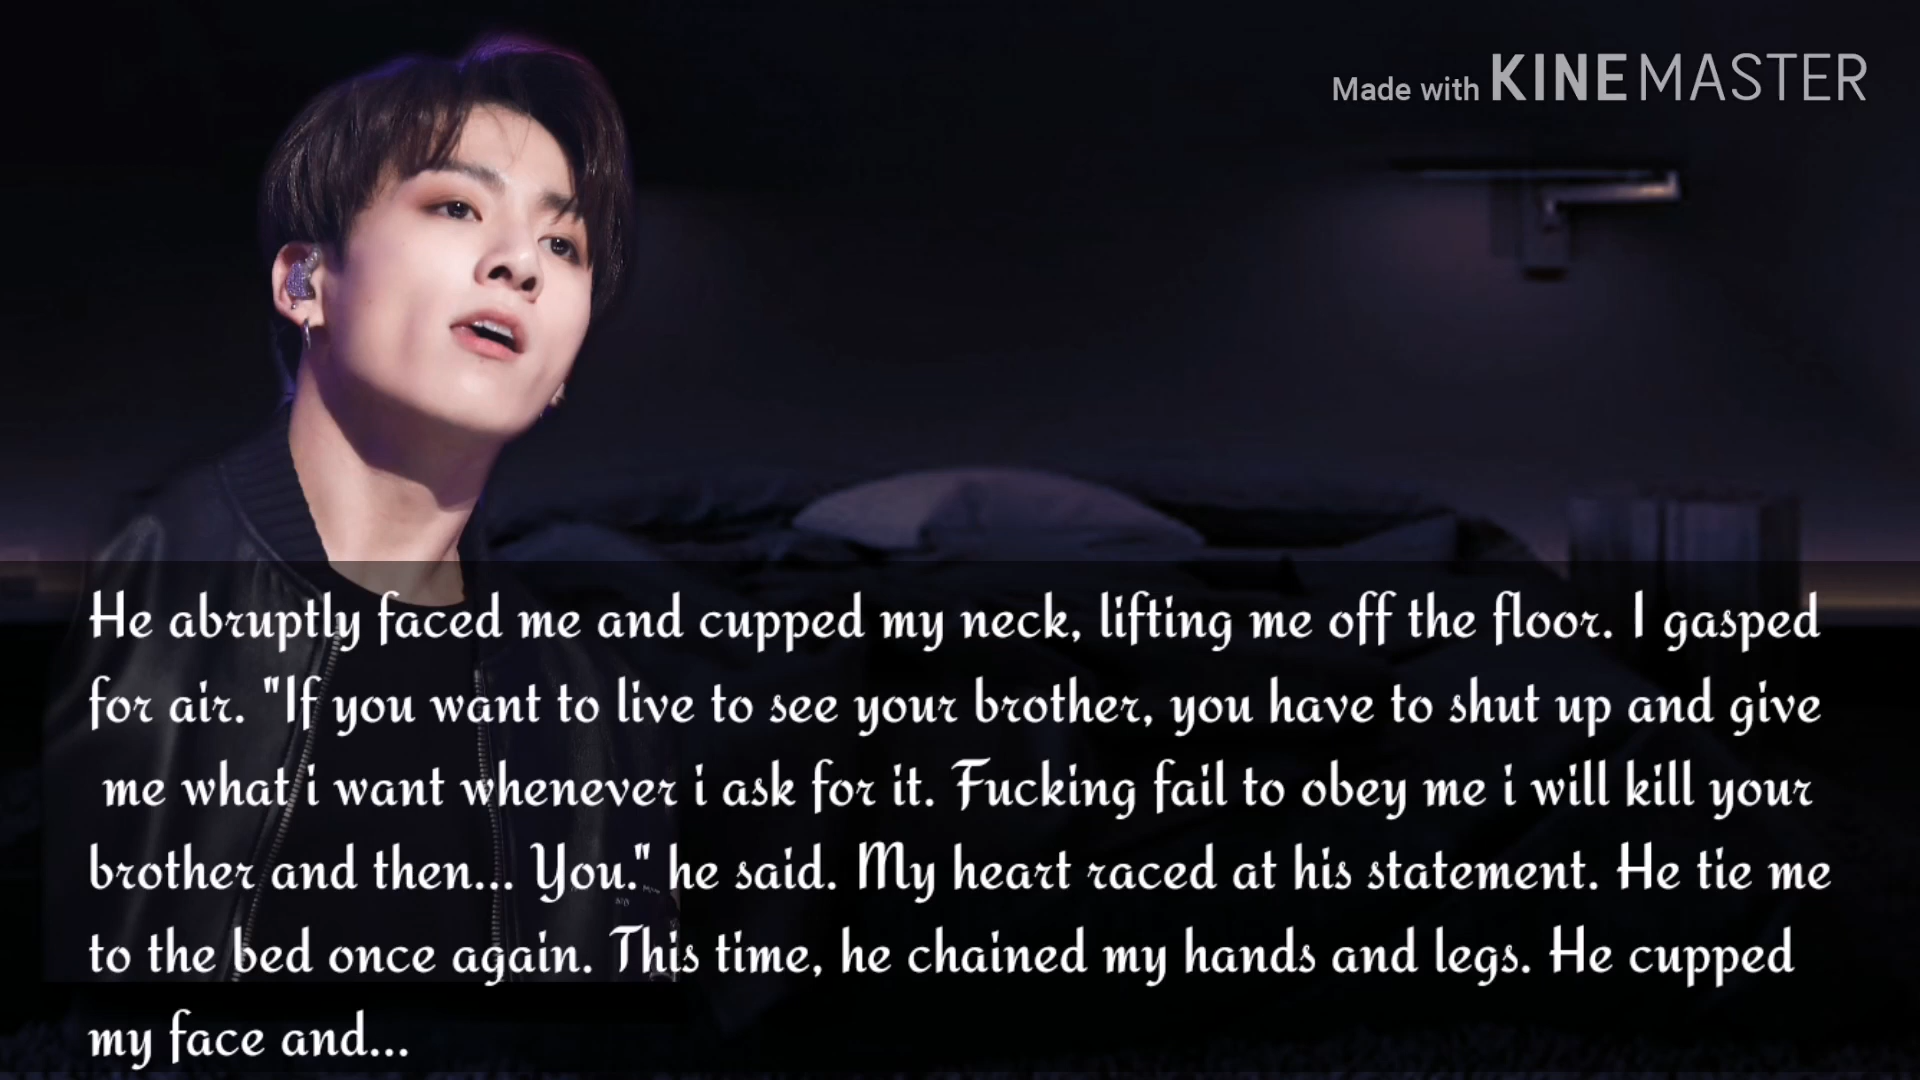 Made with KINEMASTER
He abruptly faced me and cupped my neck, lifting me off the floor. I gasped
for air. "If you want to live to see your brother, you have to shut up and give
me what i want whenever i ask for it. Fucking fail to obey me i will kill your
brother and then... You." he said. My heart raced at his statement. He tie me
to the bed once again. This time, he chained my hands and legs. He cupped
my face and...